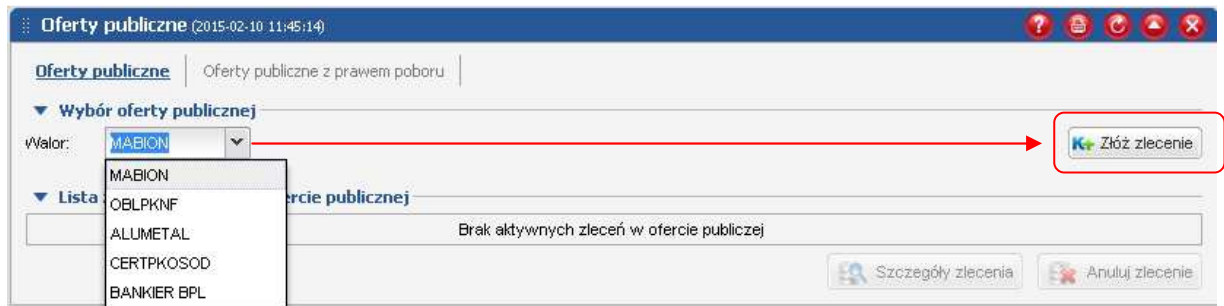 Oferty publiczne (2015-02-10 11:45:14)
Oferty publiczne Oferty publiczne z prawem poboru
Wybór oferty publicznej
Walor: MABION K+ Złóż zlecenie
MABION
Lista ercie publicznej
OBLPKNF
ALUMETAL Brak aktywnych zleceń w ofercie publiczej
CERTPKOSOD Szczegóły zlecenia Anuluj zlecenie
BANKIER BPL